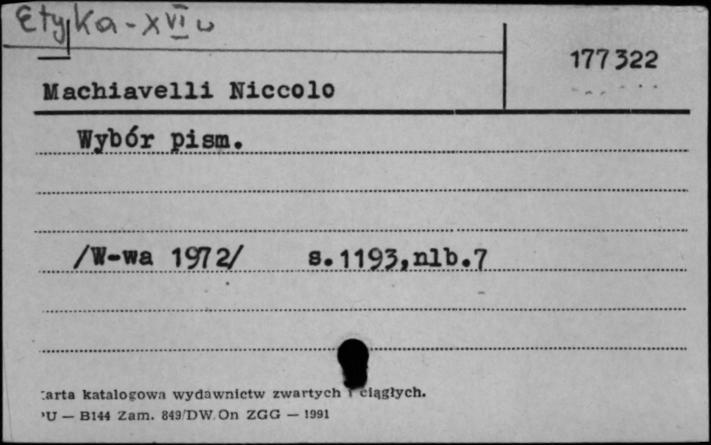 Etyka - XVI w
177322
Machiavelli Niccolo
Wybór pism.
/W-wa 1972/ s.1193,nlb.7
arta katalogowa wydawnictw zwartych i ciągłych.
PU — B144 Zam. 849/DW.On ZGG — 1991